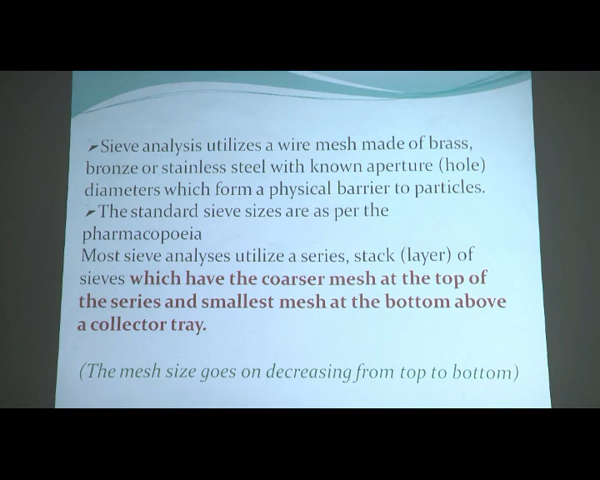 ➤Sieve analysis utilizes a wire mesh made of brass,
bronze or stainless steel with known aperture (hole)
diameters which form a physical barrier to particles.
➤The standard sieve sizes are as per the
pharmacopoeia
Most sieve analyses utilize a series, stack (layer) of
sieves which have the coarser mesh at the top of
the series and smallest mesh at the bottom above
a collector tray.
(The mesh size goes on decreasing from top to bottom)